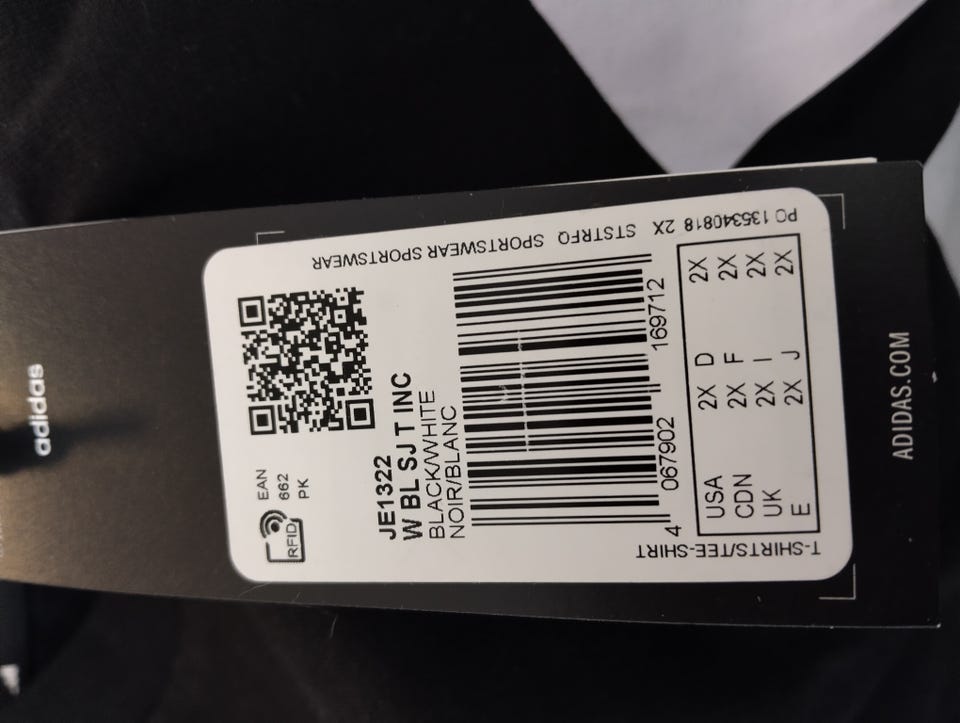 adidas
RFID
EAN
662
PK
JE1322
W BL SJ T INC
BLACK/WHITE
NOIR/BLANC
4 067902 169712
USA 2X D 2X
CDN 2X F 2X
UK 2X I 2X
E 2X J 2X
T-SHIRTS/TEE-SHIRT
PO 135340818 2X STSTRFQ SPORTSWEAR SPORTSWEAR
ADIDAS.COM